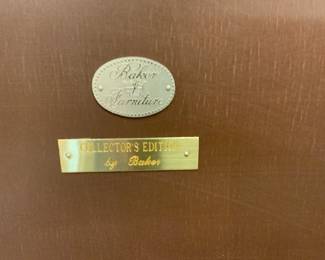 Baker
Furniture
COLLECTOR'S EDITION
by Baker